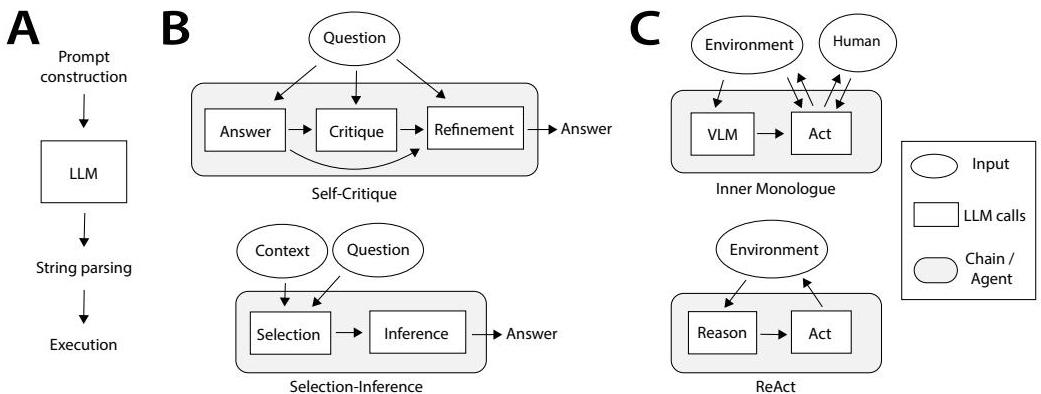 A
Prompt
construction
LLM
String parsing
Execution
B
Question
Answer
Critique
Refinement
Answer
Self-Critique
Context
Question
Selection
Inference
Answer
Selection-Inference
C
Environment
Human
VLM
Act
Inner Monologue
Environment
Reason
Act
ReAct
Input
LLM calls
Chain /
Agent